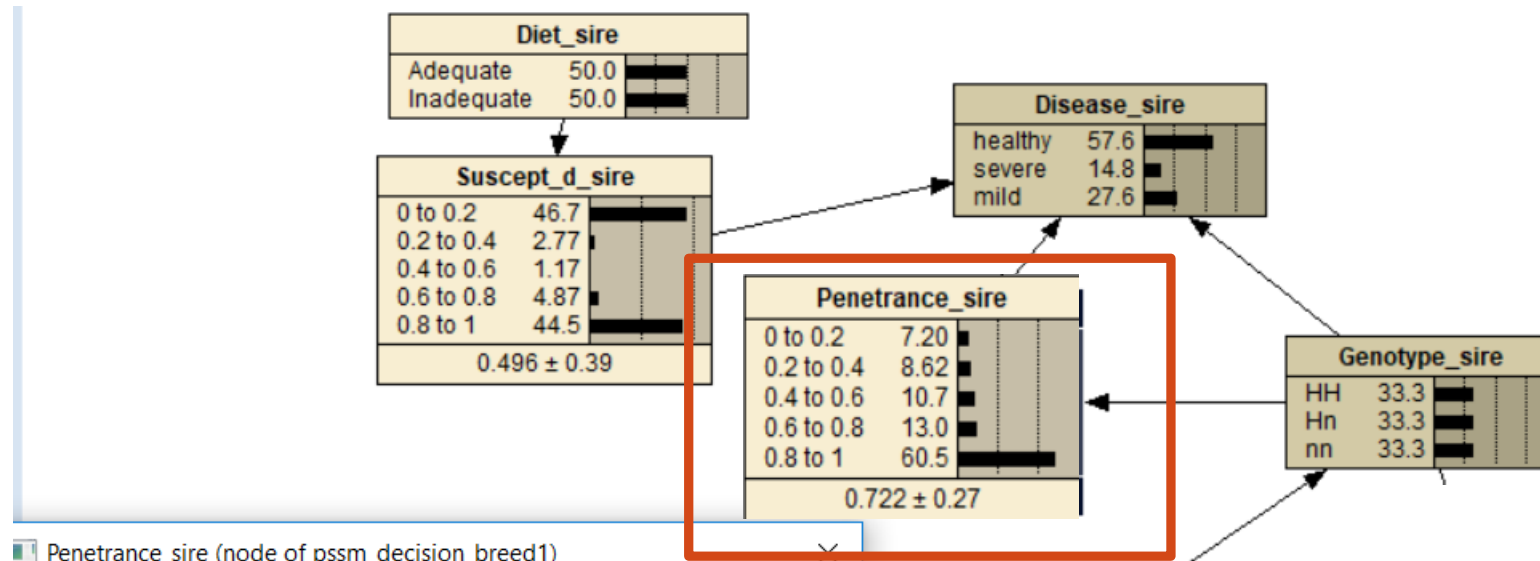 Diet_sire
Adequate 50.0
Inadequate 50.0
Suscept_d_sire
0 to 0.2 46.7
0.2 to 0.4 2.77
0.4 to 0.6 1.17
0.6 to 0.8 4.87
0.8 to 1 44.5
0.496 ± 0.39
Disease_sire
healthy 57.6
severe 14.8
mild 27.6
Penetrance_sire
0 to 0.2 7.20
0.2 to 0.4 8.62
0.4 to 0.6 10.7
0.6 to 0.8 13.0
0.8 to 1 60.5
0.722 ± 0.27
Genotype_sire
HH 33.3
Hn 33.3
nn 33.3
Penetrance_sire (node of pssm_decision_breed1)